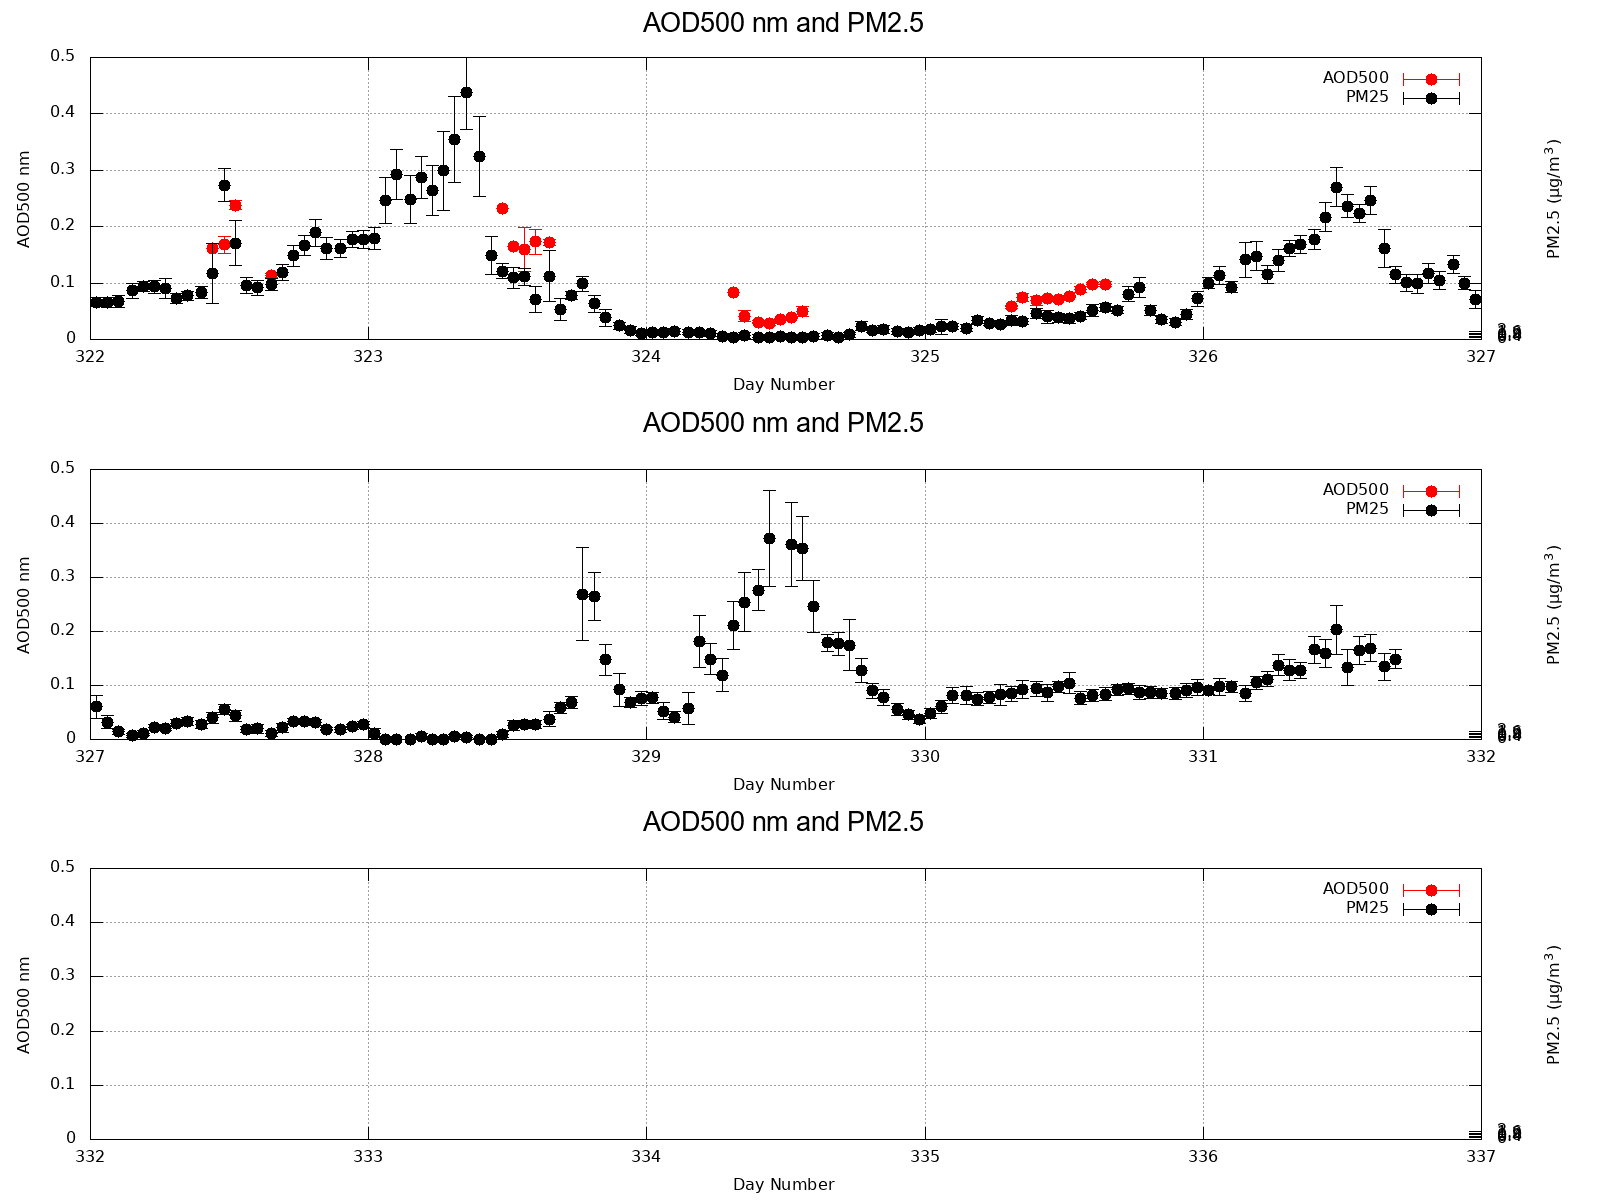 AOD500 nm and PM2.5
0.5
0.4
0.3
0.2
0.1
0
AOD500 nm
PM2.5 (µg/m³)
AOD500
PM25
322 323 324 325 326 327
Day Number
AOD500 nm and PM2.5
0.5
0.4
0.3
0.2
0.1
0
AOD500 nm
PM2.5 (µg/m³)
AOD500
PM25
327 328 329 330 331 332
Day Number
AOD500 nm and PM2.5
0.5
0.4
0.3
0.2
0.1
0
AOD500 nm
PM2.5 (µg/m³)
AOD500
PM25
332 333 334 335 336 337
Day Number